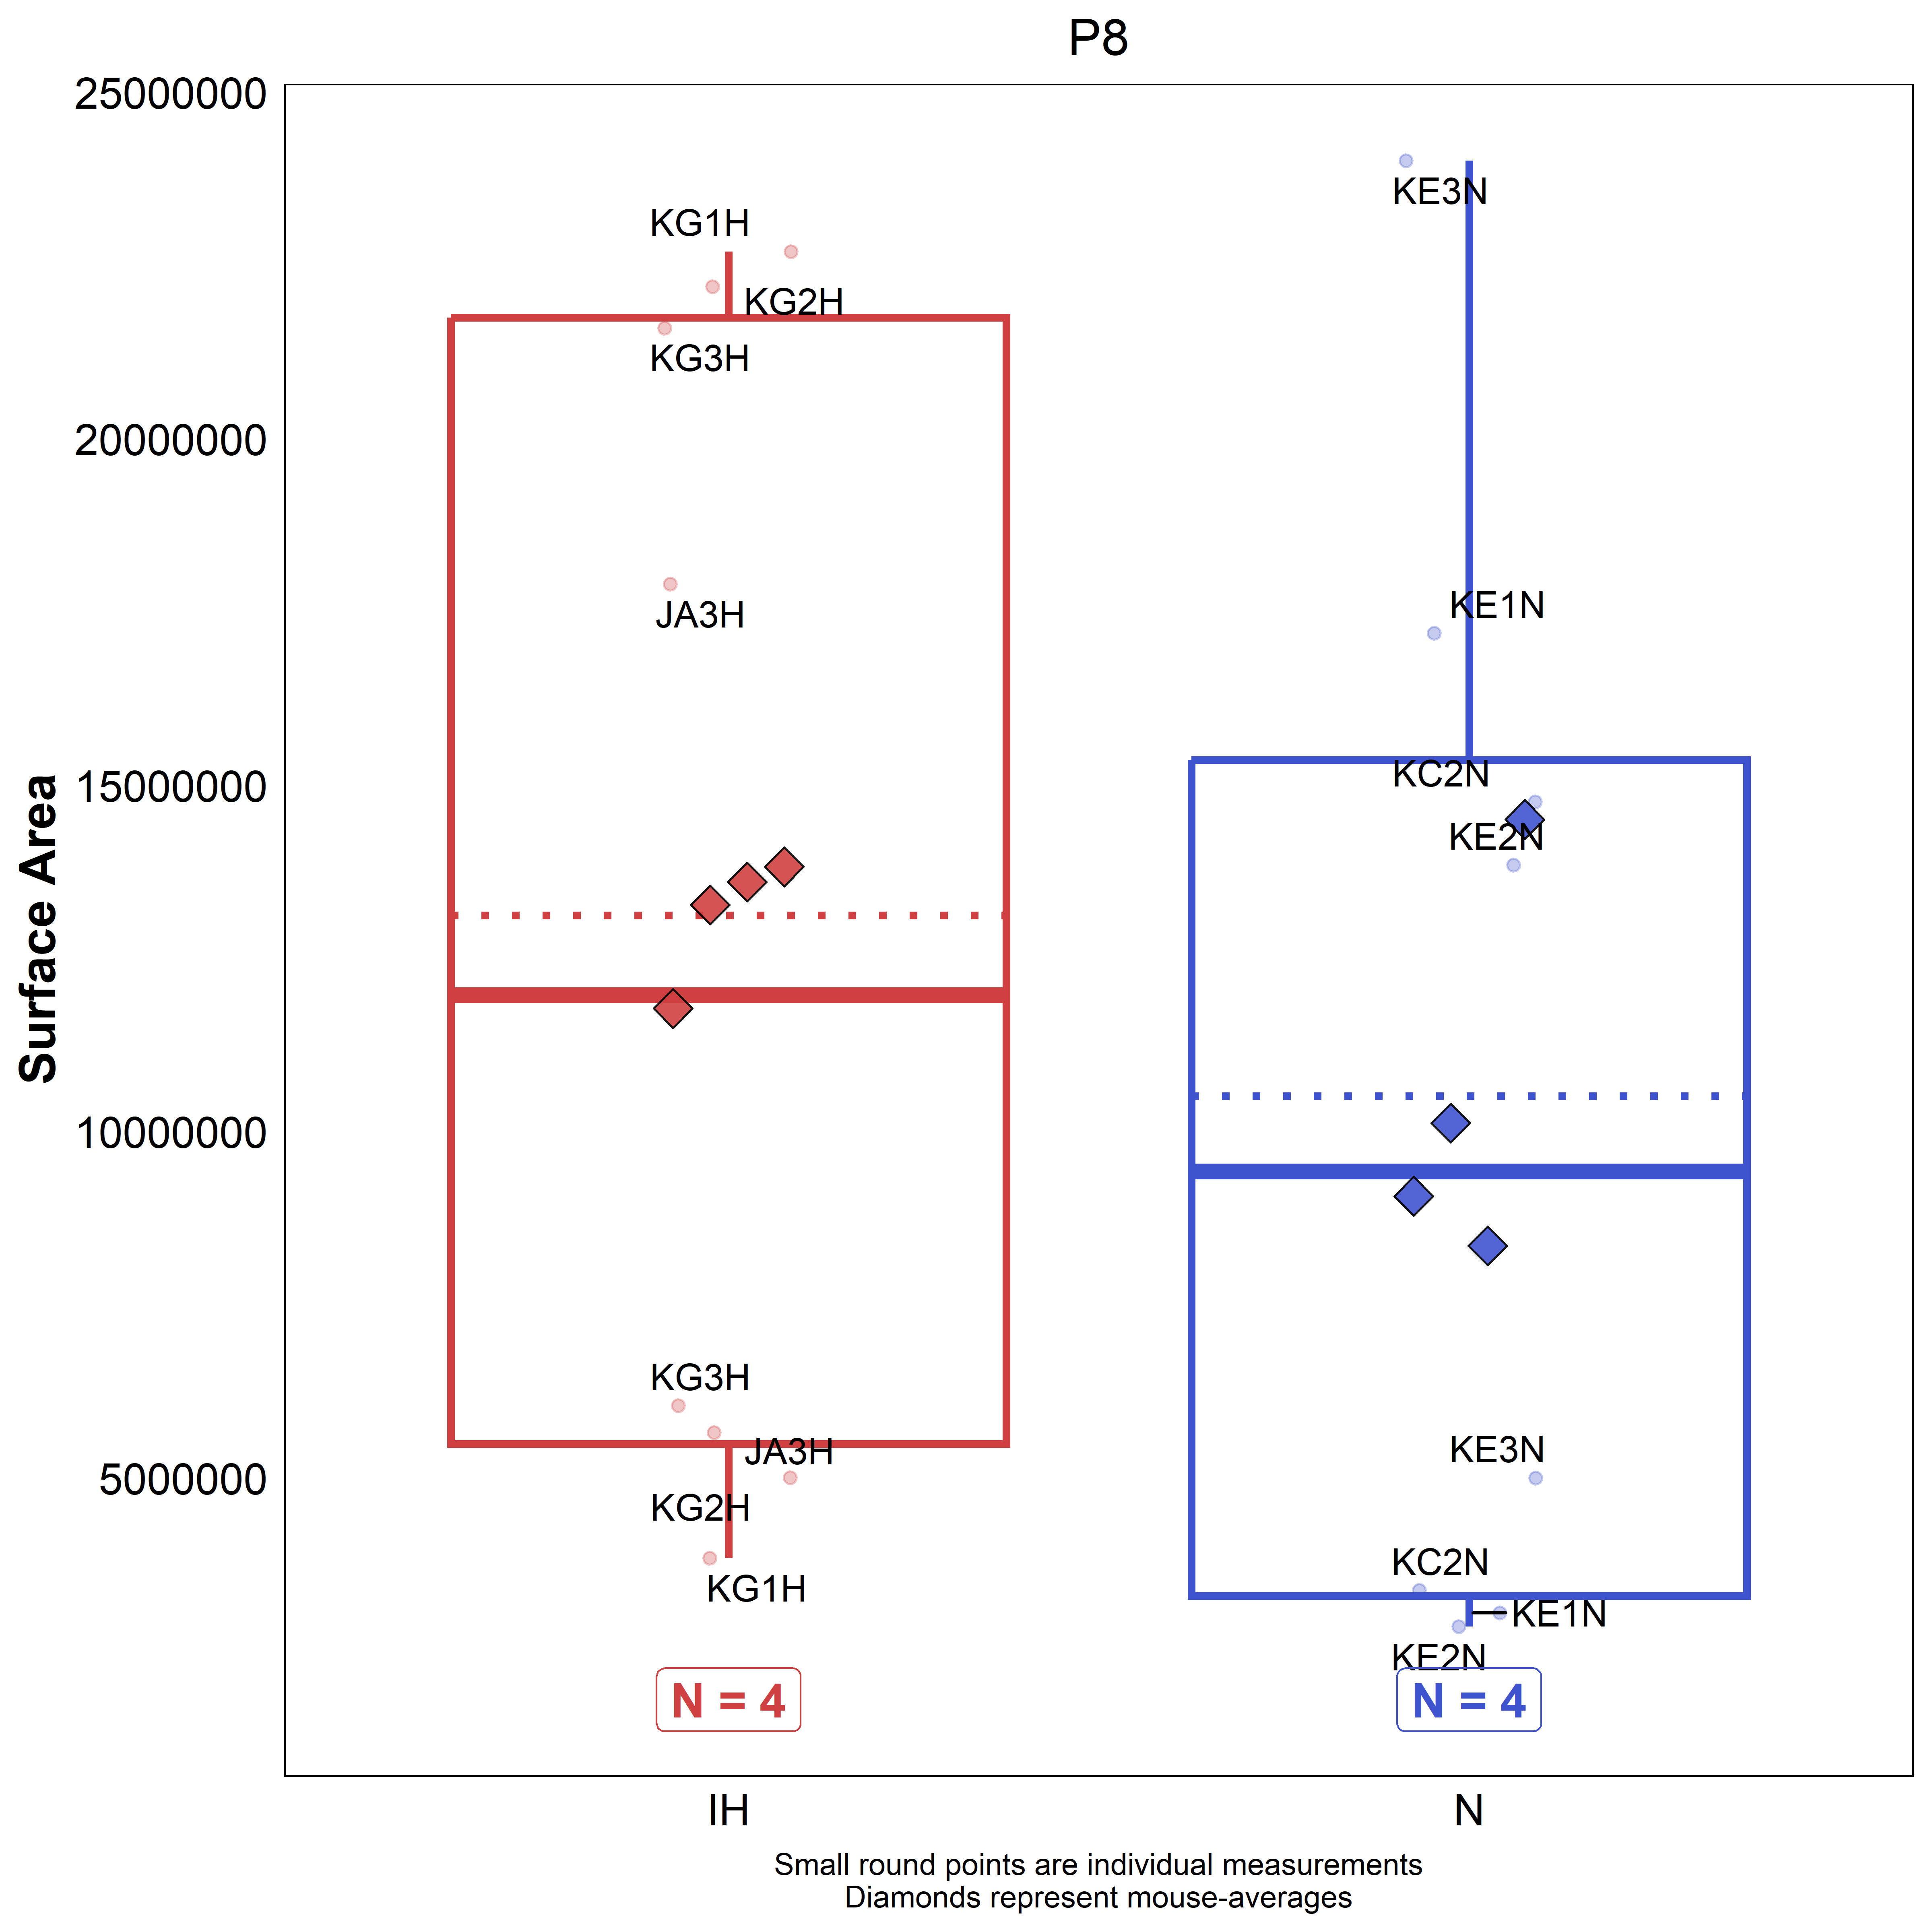 P8
25000000
20000000
15000000
10000000
5000000
Surface Area
KG1H
KG2H
KG3H
JA3H
KG3H
JA3H
KG2H
KG1H
N = 4
KE3N
KE1N
KC2N
KE2N
KE3N
KC2N
KE1N
KE2N
N = 4
IH
N
Small round points are individual measurements
Diamonds represent mouse-averages